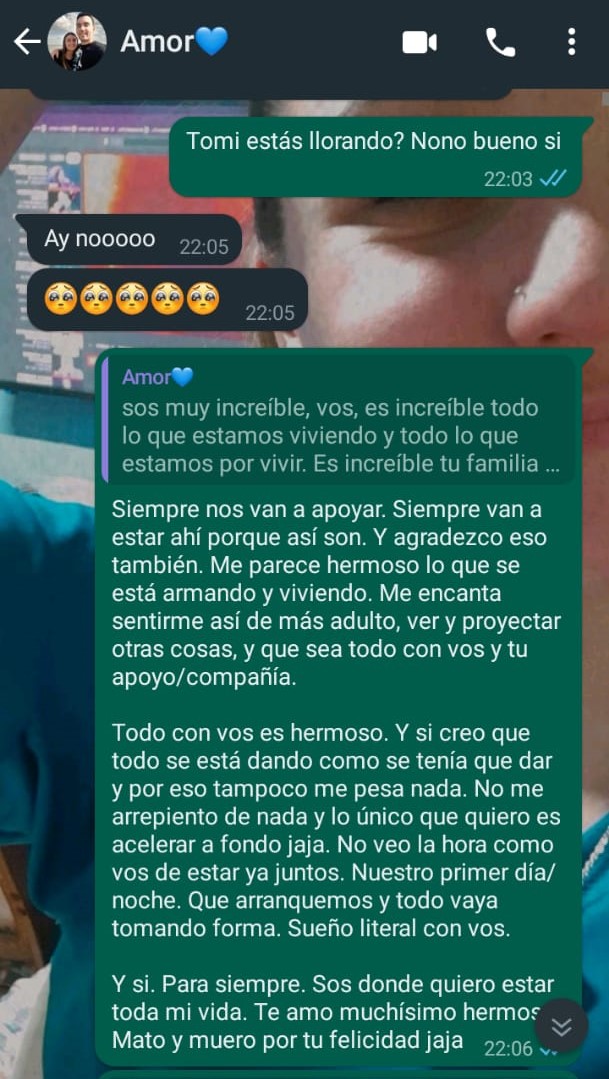 Amor💙
Tomi estás llorando? Nono bueno si
22:03
Ay nooooo 22:05
🥺🥺🥺🥺🥺 22:05
Amor💙
sos muy increíble, vos, es increíble todo
lo que estamos viviendo y todo lo que
estamos por vivir. Es increíble tu familia ...
Siempre nos van a apoyar. Siempre van a
estar ahí porque así son. Y agradezco eso
también. Me parece hermoso lo que se
está armando y viviendo. Me encanta
sentirme así de más adulto, ver y proyectar
otras cosas, y que sea todo con vos y tu
apoyo/compañía.
Todo con vos es hermoso. Y si creo que
todo se está dando como se tenía que dar
y por eso tampoco me pesa nada. No me
arrepiento de nada y lo único que quiero es
acelerar a fondo jaja. No veo la hora como
vos de estar ya juntos. Nuestro primer día/
noche. Que arranquemos y todo vaya
tomando forma. Sueño literal con vos.
Y si. Para siempre. Sos donde quiero estar
toda mi vida. Te amo muchísimo
Mato y muero por tu felicidad jaja 22:06